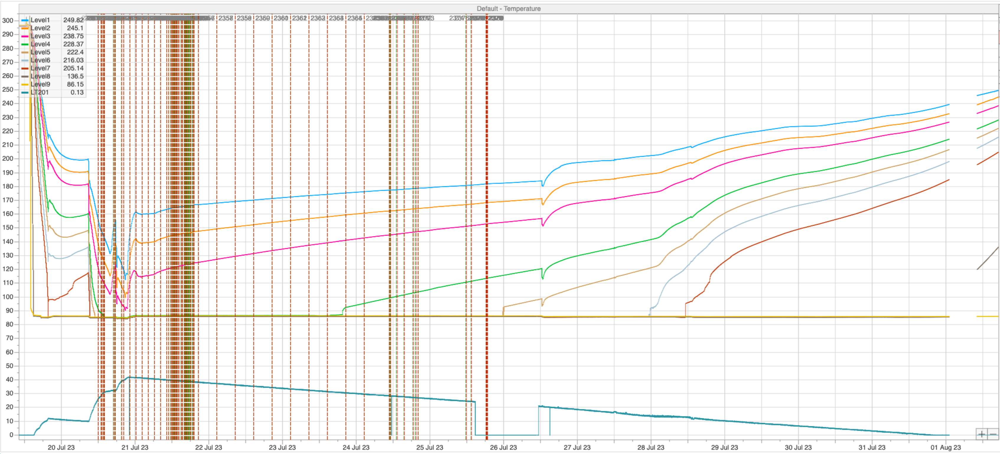 Default - Temperature
300
290
280
270
260
250
240
230
220
210
200
190
180
170
160
150
140
130
120
110
100
90
80
70
60
50
40
30
20
10
0
Level1 249.82
Level2 245.1
Level3 238.75
Level4 228.37
Level5 222.4
Level6 216.03
Level7 205.14
Level8 136.5
Level9 86.15
LT201 0.13
2357 2358 2359 2360 2361 2362 2363 2364 2365
20 Jul 23 21 Jul 23 22 Jul 23 23 Jul 23 24 Jul 23 25 Jul 23 26 Jul 23 27 Jul 23 28 Jul 23 29 Jul 23 30 Jul 23 31 Jul 23 01 Aug 23
+ −